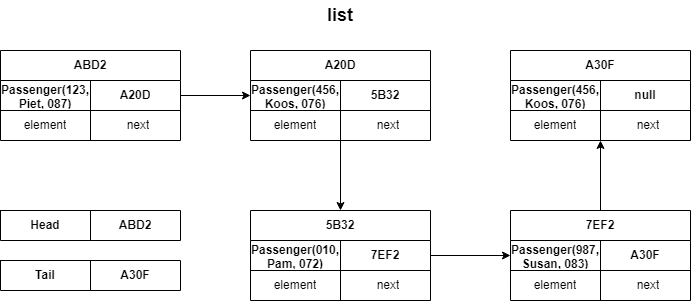 list
ABD2
Passenger(123,
Piet, 087)
A20D
element
next
A20D
Passenger(456,
Koos, 076)
5B32
element
next
A30F
Passenger(456,
Koos, 076)
null
element
next
Head
ABD2
Tail
A30F
5B32
Passenger(010,
Pam, 072)
7EF2
element
next
7EF2
Passenger(987,
Susan, 083)
A30F
element
next